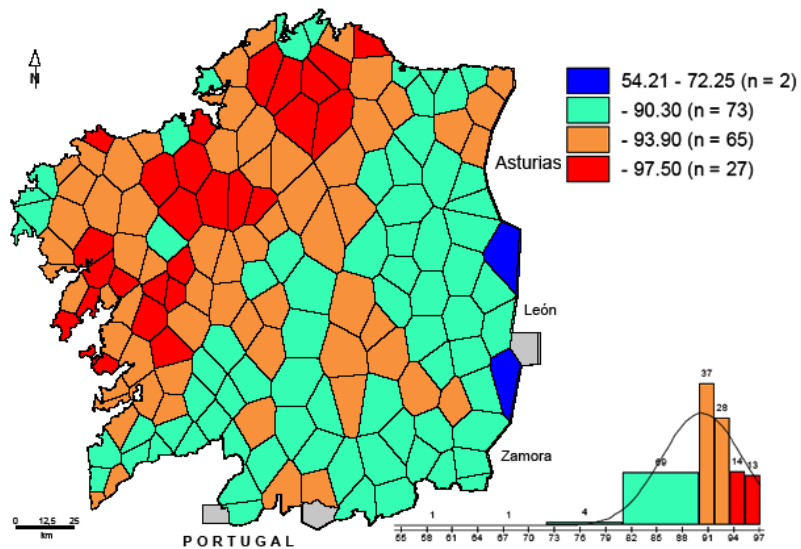 N
54.21 - 72.25 (n = 2)
- 90.30 (n = 73)
- 93.90 (n = 65)
- 97.50 (n = 27)
Asturias
León
Zamora
PORTUGAL
0 12,5 25
km
37
28
69
14
13
4
1
1
55 58 61 64 67 70 73 76 79 82 85 88 91 94 97